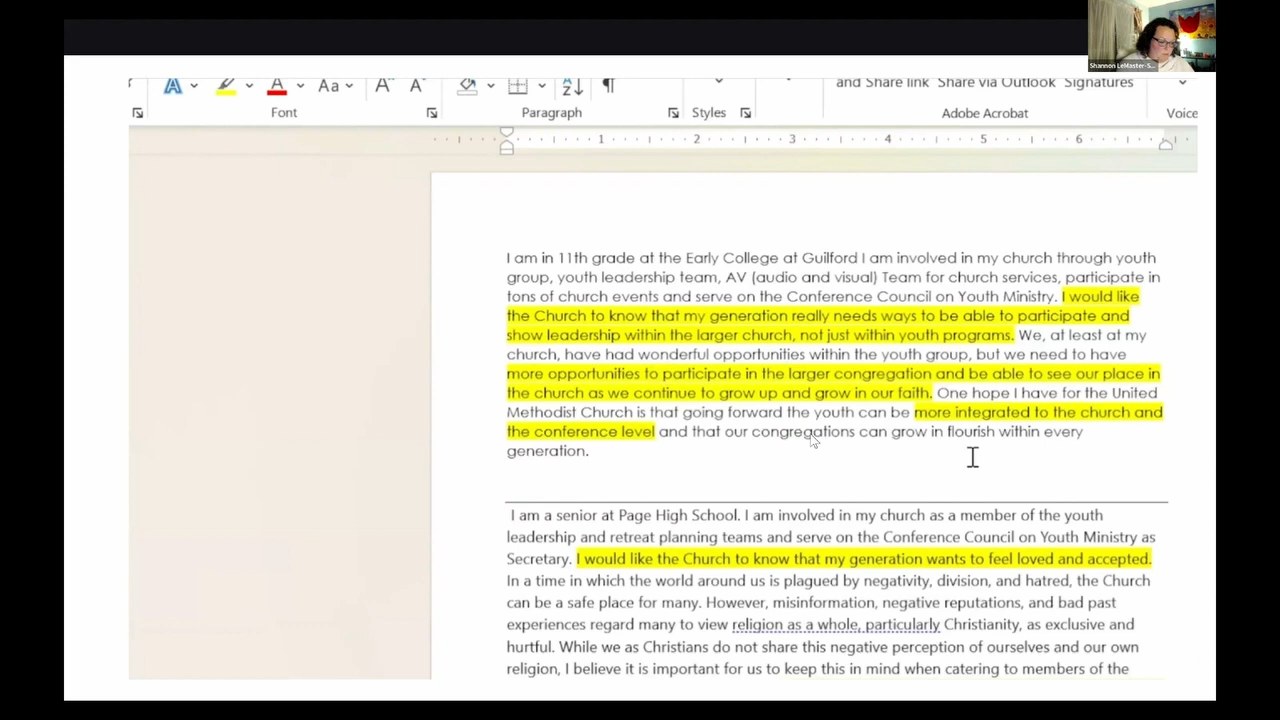 Shannon LeMaster-S...
A Aa A A
and Share link Share via Outlook Signatures
Font Paragraph Styles Adobe Acrobat Voice
1 2 3 4 5 6
I am in 11th grade at the Early College at Guilford I am involved in my church through youth
group, youth leadership team, AV (audio and visual) Team for church services, participate in
tons of church events and serve on the Conference Council on Youth Ministry. I would like
the Church to know that my generation really needs ways to be able to participate and
show leadership within the larger church, not just within youth programs. We, at least at my
church, have had wonderful opportunities within the youth group, but we need to have
more opportunities to participate in the larger congregation and be able to see our place in
the church as we continue to grow up and grow in our faith. One hope I have for the United
Methodist Church is that going forward the youth can be more integrated to the church and
the conference level and that our congregations can grow in flourish within every
generation.
I am a senior at Page High School. I am involved in my church as a member of the youth
leadership and retreat planning teams and serve on the Conference Council on Youth Ministry as
Secretary. I would like the Church to know that my generation wants to feel loved and accepted.
In a time in which the world around us is plagued by negativity, division, and hatred, the Church
can be a safe place for many. However, misinformation, negative reputations, and bad past
experiences regard many to view religion as a whole, particularly Christianity, as exclusive and
hurtful. While we as Christians do not share this negative perception of ourselves and our own
religion, I believe it is important for us to keep this in mind when catering to members of the